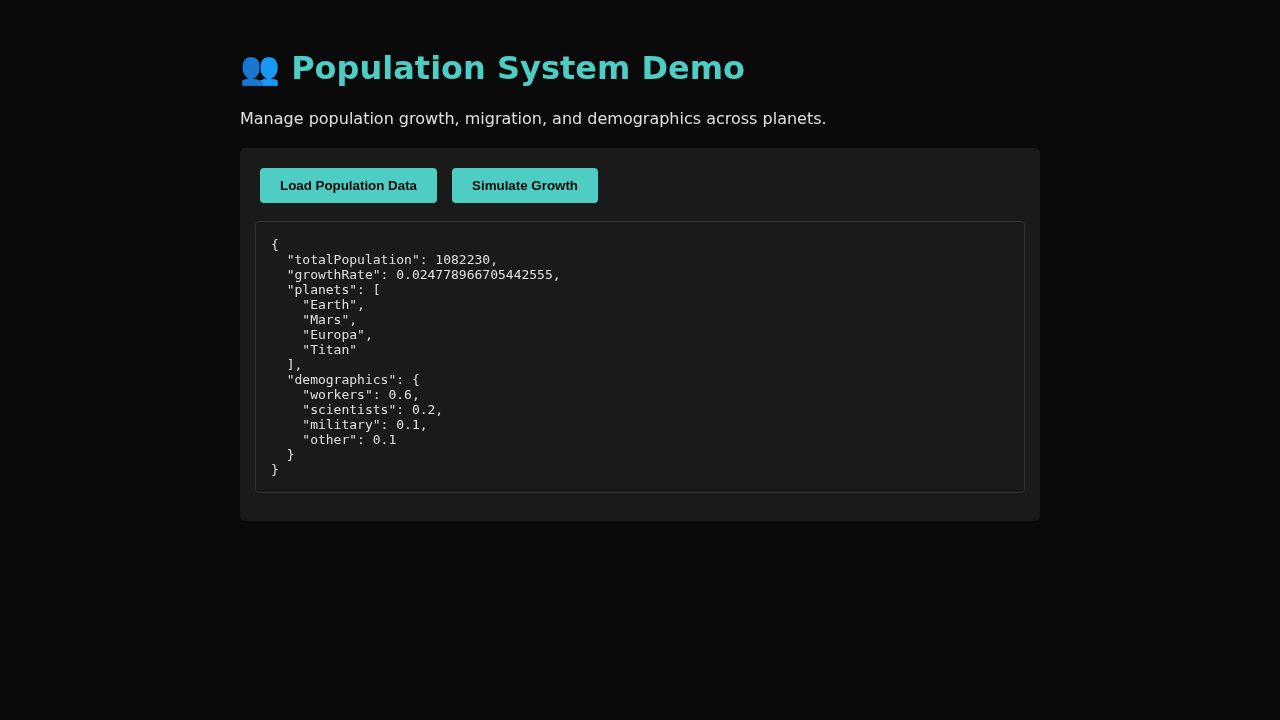 👥 Population System Demo
Manage population growth, migration, and demographics across planets.
Load Population Data
Simulate Growth
{
  "totalPopulation": 1082230,
  "growthRate": 0.024778966705442555,
  "planets": [
    "Earth",
    "Mars",
    "Europa",
    "Titan"
  ],
  "demographics": {
    "workers": 0.6,
    "scientists": 0.2,
    "military": 0.1,
    "other": 0.1
  }
}